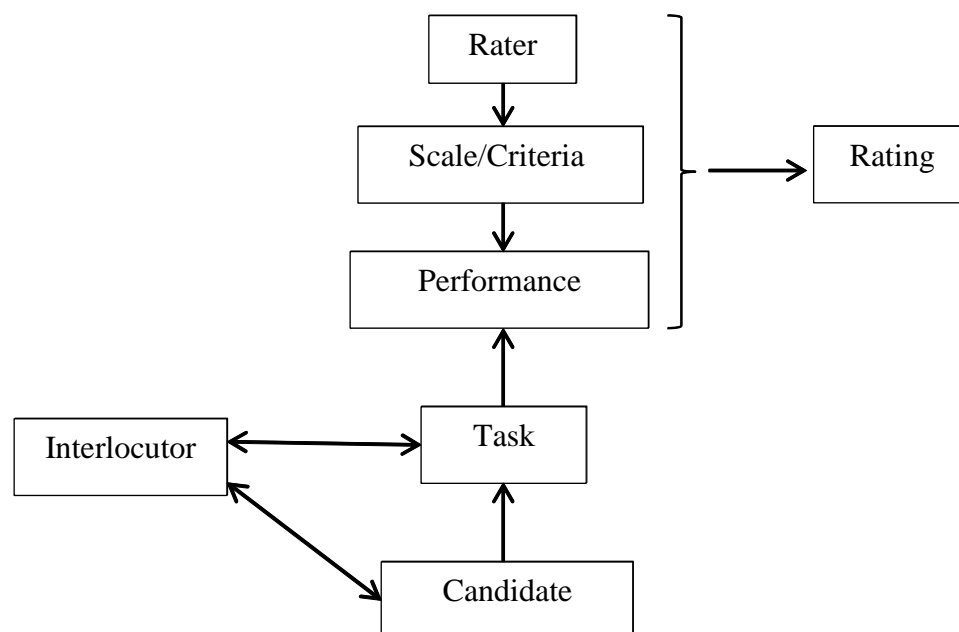 Rater
Scale/Criteria
Rating
Performance
Task
Interlocutor
Candidate